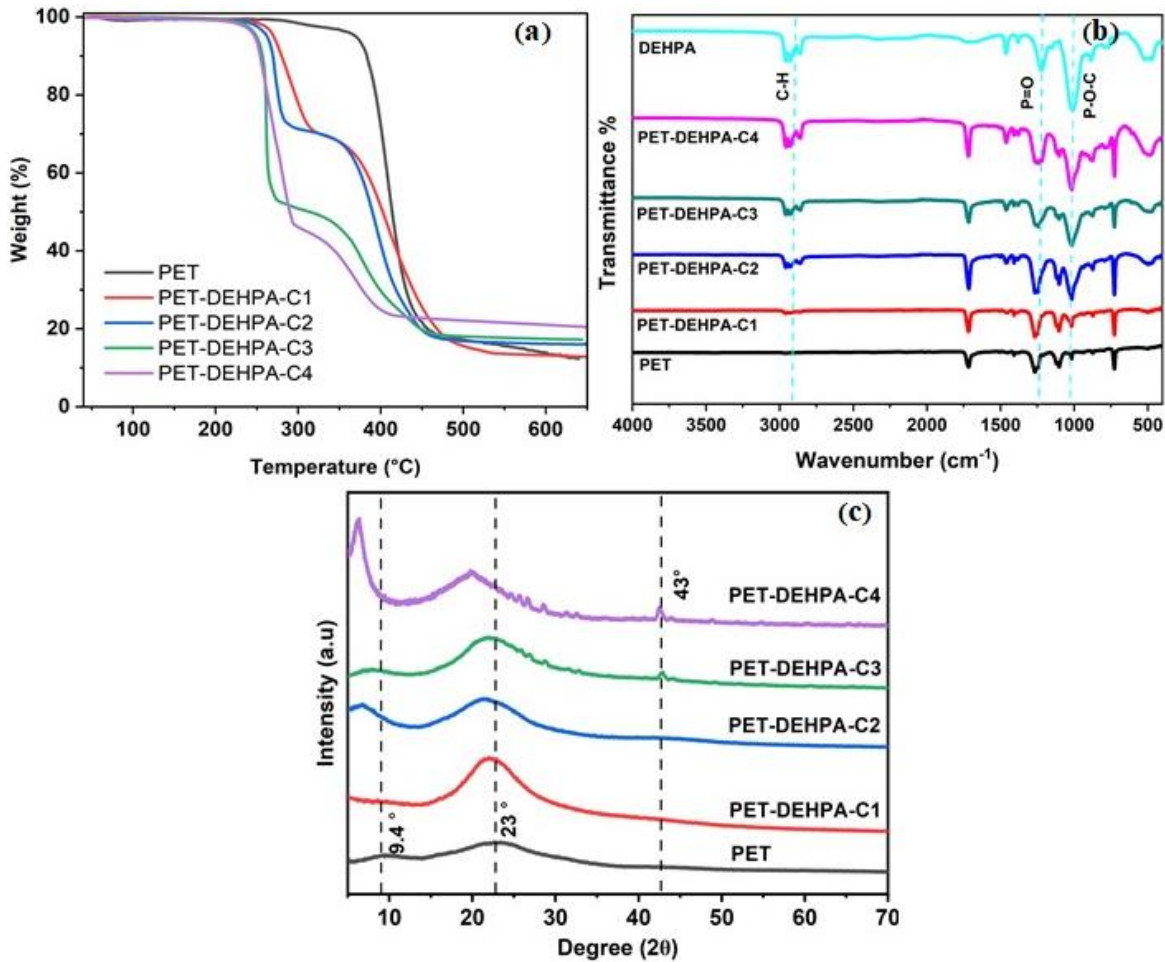 (a)
100
80
60
40
20
0
Weight (%)
PET
PET-DEHPA-C1
PET-DEHPA-C2
PET-DEHPA-C3
PET-DEHPA-C4
100 200 300 400 500 600
Temperature (°C)
(b)
DEHPA
C-H
P=O
P-O-C
PET-DEHPA-C4
PET-DEHPA-C3
PET-DEHPA-C2
PET-DEHPA-C1
PET
Transmittance %
4000 3500 3000 2500 2000 1500 1000 500
Wavenumber (cm⁻¹)
(c)
43°
PET-DEHPA-C4
PET-DEHPA-C3
PET-DEHPA-C2
PET-DEHPA-C1
9.4°
23°
PET
Intensity (a.u)
10 20 30 40 50 60 70
Degree (2θ)